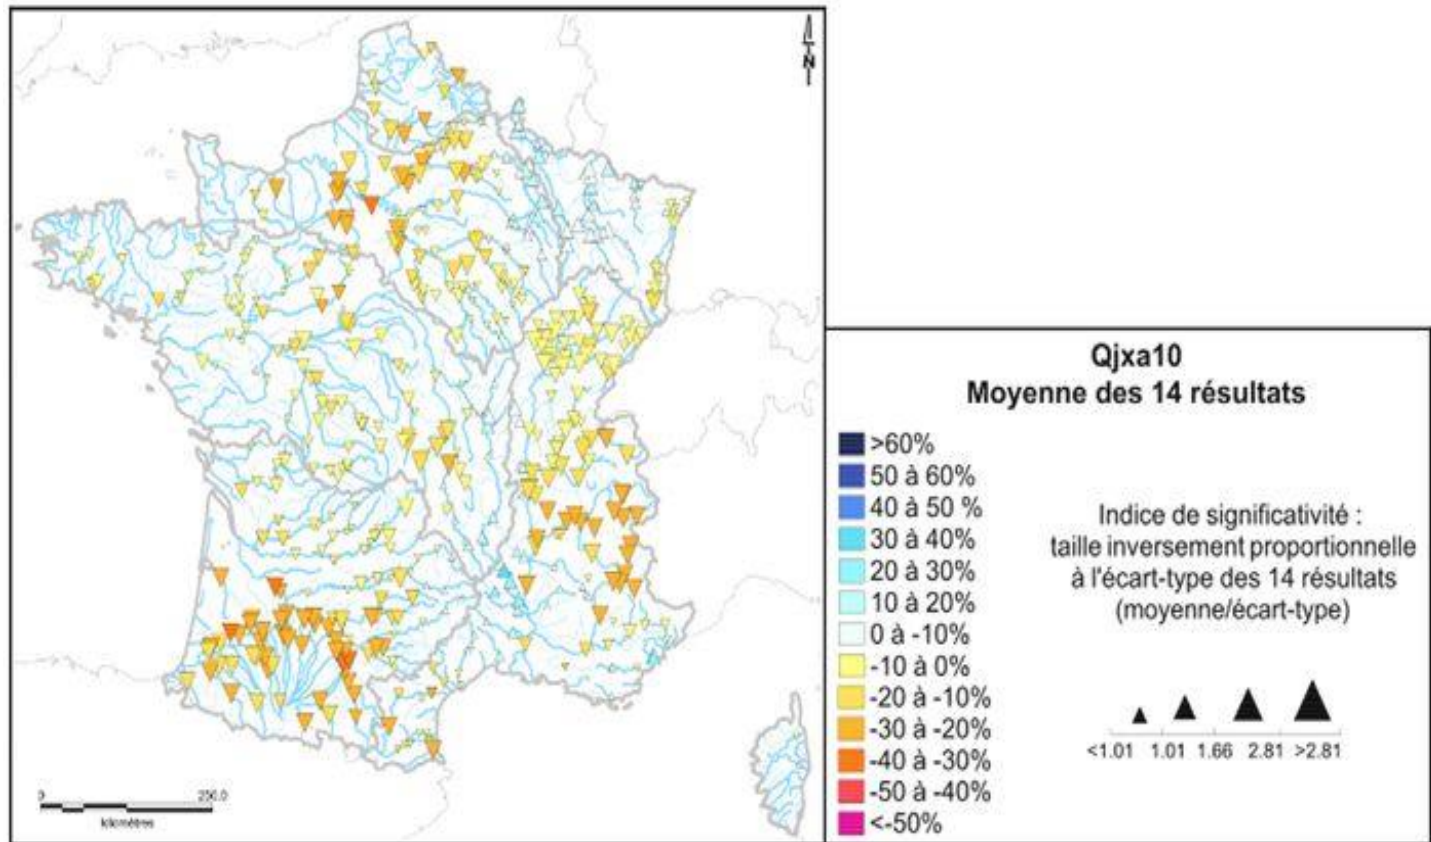 N
0 200.0
kilomètres
Qjxa10
Moyenne des 14 résultats
>60%
50 à 60%
40 à 50 %
30 à 40%
20 à 30%
10 à 20%
0 à -10%
-10 à 0%
-20 à -10%
-30 à -20%
-40 à -30%
-50 à -40%
<-50%
Indice de significativité :
taille inversement proportionnelle
à l'écart-type des 14 résultats
(moyenne/écart-type)
<1.01 1.01 1.66 2.81 >2.81